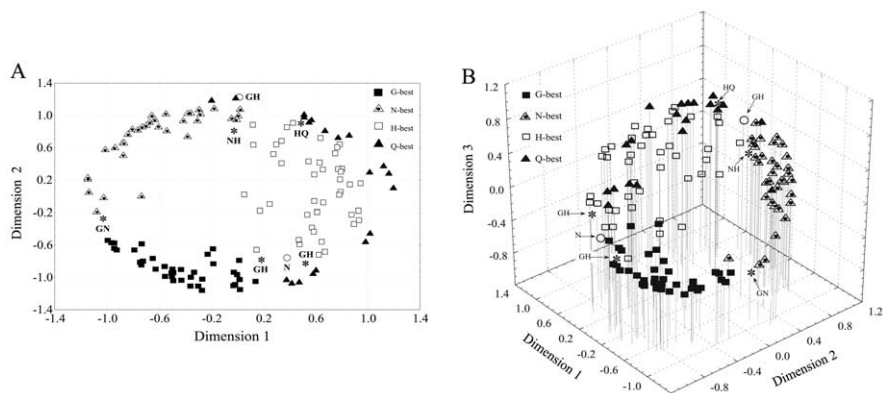 A
1.4
1.0
0.6
0.2
-0.2
-0.6
-1.0
-1.4
-1.4
-1.0
-0.6
-0.2
0.2
0.6
1.0
1.4
Dimension 2
Dimension 1
G-best
N-best
H-best
Q-best
GH
NH
HQ
GN
GH
N
GH
B
G-best
N-best
H-best
Q-best
HQ
GH
NH
GH
N
GH
GN
1.2
0.8
0.4
0.0
-0.4
-0.8
-1.2
Dimension 3
1.4
1.0
0.6
0.2
-0.2
-0.6
-1.0
Dimension 1
-0.8
-0.4
0.0
0.4
0.8
1.2
Dimension 2